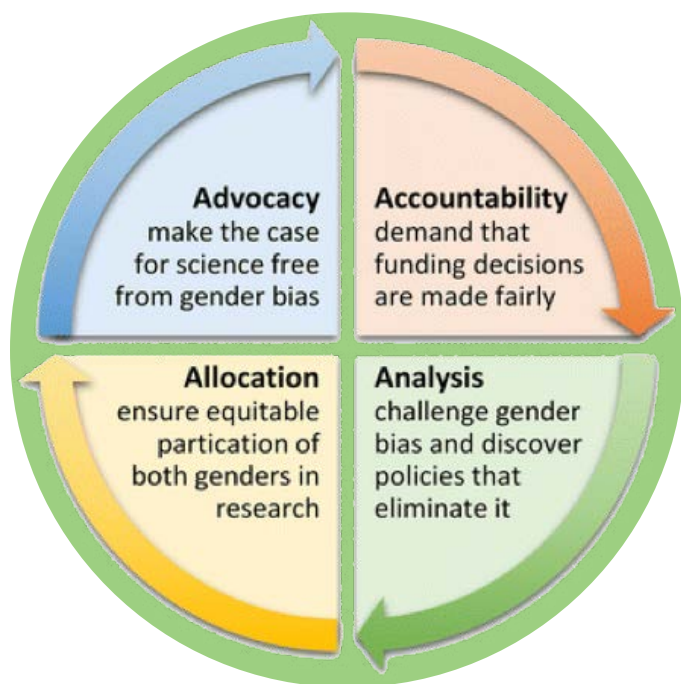 Advocacy
make the case
for science free
from gender bias
Accountability
demand that
funding decisions
are made fairly
Allocation
ensure equitable
partication of
both genders in
research
Analysis
challenge gender
bias and discover
policies that
eliminate it